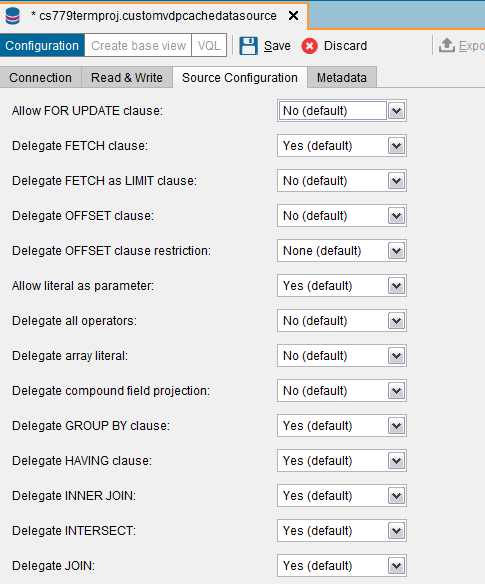 * cs779termproj.customvdpcachedatasource
Configuration Create base view VQL Save Discard Expo
Connection Read & Write Source Configuration Metadata
Allow FOR UPDATE clause: No (default)
Delegate FETCH clause: Yes (default)
Delegate FETCH as LIMIT clause: No (default)
Delegate OFFSET clause: No (default)
Delegate OFFSET clause restriction: None (default)
Allow literal as parameter: Yes (default)
Delegate all operators: No (default)
Delegate array literal: No (default)
Delegate compound field projection: No (default)
Delegate GROUP BY clause: Yes (default)
Delegate HAVING clause: Yes (default)
Delegate INNER JOIN: Yes (default)
Delegate INTERSECT: Yes (default)
Delegate JOIN: Yes (default)